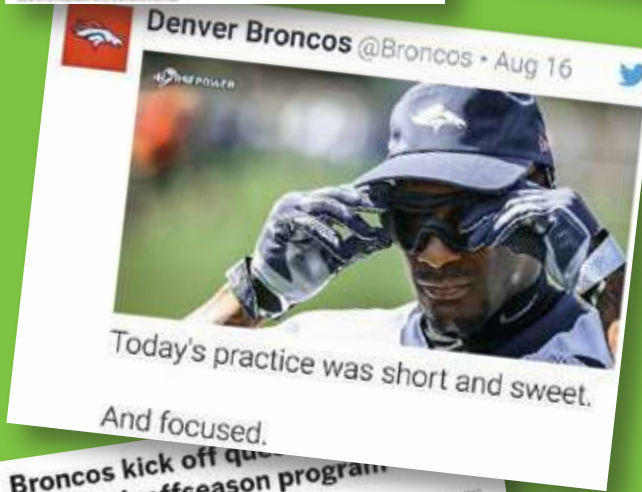 Denver Broncos @Broncos • Aug 16
Today's practice was short and sweet.
And focused.
Broncos kick off
offseason program